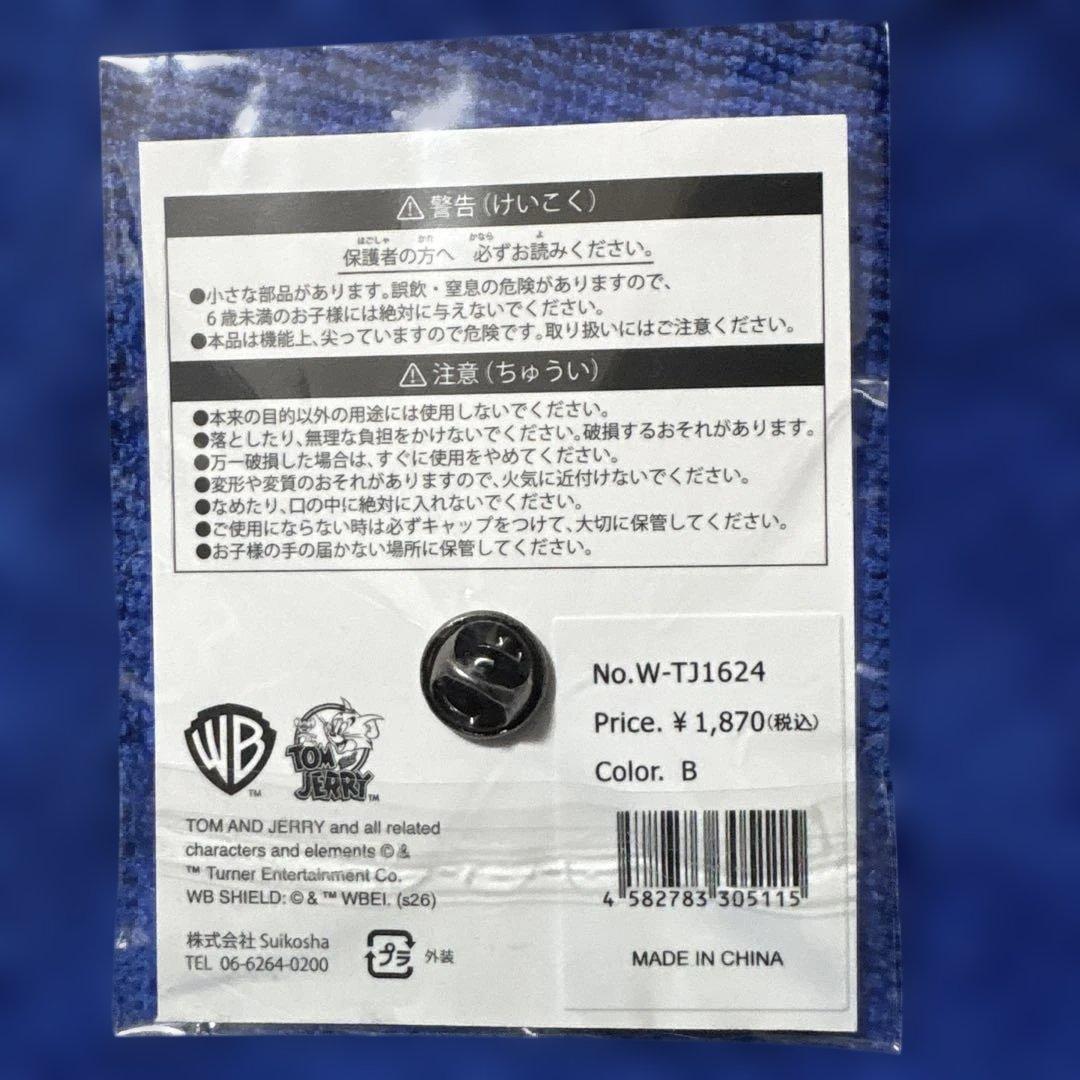 ⚠警告(けいこく)
はごしゃ かた かなら よ
保護者の方へ 必ずお読みください。
●小さな部品があります。誤飲・窒息の危険がありますので、
6歳未満のお子様には絶対に与えないでください。
●本品は機能上、尖っていますので危険です。取り扱いにはご注意ください。
⚠注意(ちゅうい)
●本来の目的以外の用途には使用しないでください。
●落としたり、無理な負担をかけないでください。破損するおそれがあります。
●万一破損した場合は、すぐに使用をやめてください。
●変形や変質のおそれがありますので、火気に近付けないでください。
●なめたり、口の中に絶対に入れないでください。
●ご使用にならない時は必ずキャップをつけて、大切に保管してください。
●お子様の手の届かない場所に保管してください。
No.W-TJ1624
Price. ¥1,870(税込)
Color. B
4 582783 305115
MADE IN CHINA
WB TM
TOM AND JERRY TM
TOM AND JERRY and all related
characters and elements © &
™ Turner Entertainment Co.
WB SHIELD: © & ™ WBEI. (s26)
株式会社 Suikosha
TEL 06-6264-0200
プラ 外装